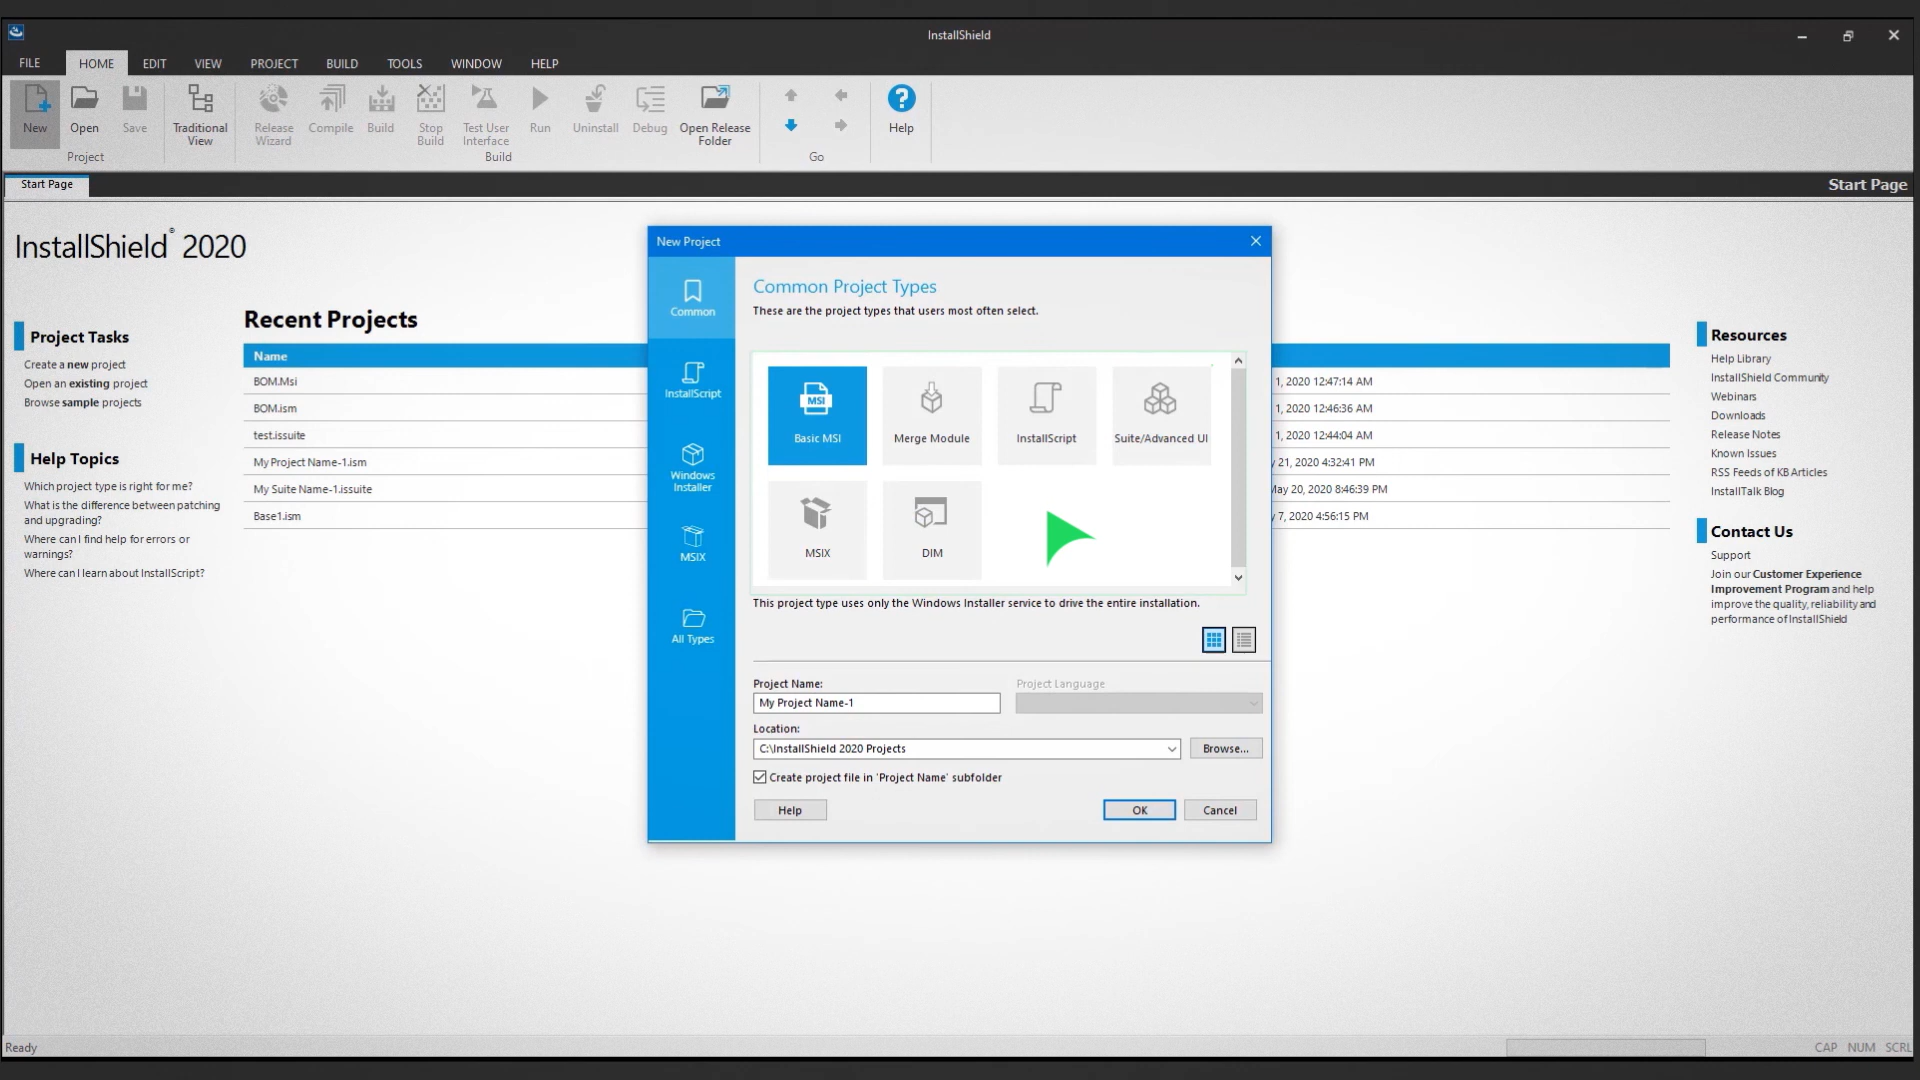 InstallShield
FILE HOME EDIT VIEW PROJECT BUILD TOOLS WINDOW HELP
New Open Save Traditional View Release Wizard Compile Build Stop Build Test User Interface Run Uninstall Debug Open Release Folder Help
Project Build Go
Start Page
Start Page
InstallShield® 2020
Project Tasks
Create a new project
Open an existing project
Browse sample projects
Help Topics
Which project type is right for me?
What is the difference between patching
and upgrading?
Where can I find help for errors or
warnings?
Where can I learn about InstallScript?
Recent Projects
Name
BOM.Msi
BOM.ism
test.issuite
My Project Name-1.ism
My Suite Name-1.issuite
Base1.ism
1, 2020 12:47:14 AM
1, 2020 12:46:36 AM
1, 2020 12:44:04 AM
21, 2020 4:32:41 PM
May 20, 2020 8:46:39 PM
7, 2020 4:56:15 PM
New Project
Common
InstallScript
Windows
Installer
MSIX
All Types
Common Project Types
These are the project types that users most often select.
MSI
Basic MSI
Merge Module
InstallScript
Suite/Advanced UI
MSIX
DIM
This project type uses only the Windows Installer service to drive the entire installation.
Project Name:
My Project Name-1
Project Language
Location:
C:\InstallShield 2020 Projects
Browse...
Create project file in 'Project Name' subfolder
Help
OK
Cancel
Resources
Help Library
InstallShield Community
Webinars
Downloads
Release Notes
Known Issues
RSS Feeds of KB Articles
InstallTalk Blog
Contact Us
Support
Join our Customer Experience
Improvement Program and help
improve the quality, reliability and
performance of InstallShield
Ready
CAP NUM SCRL